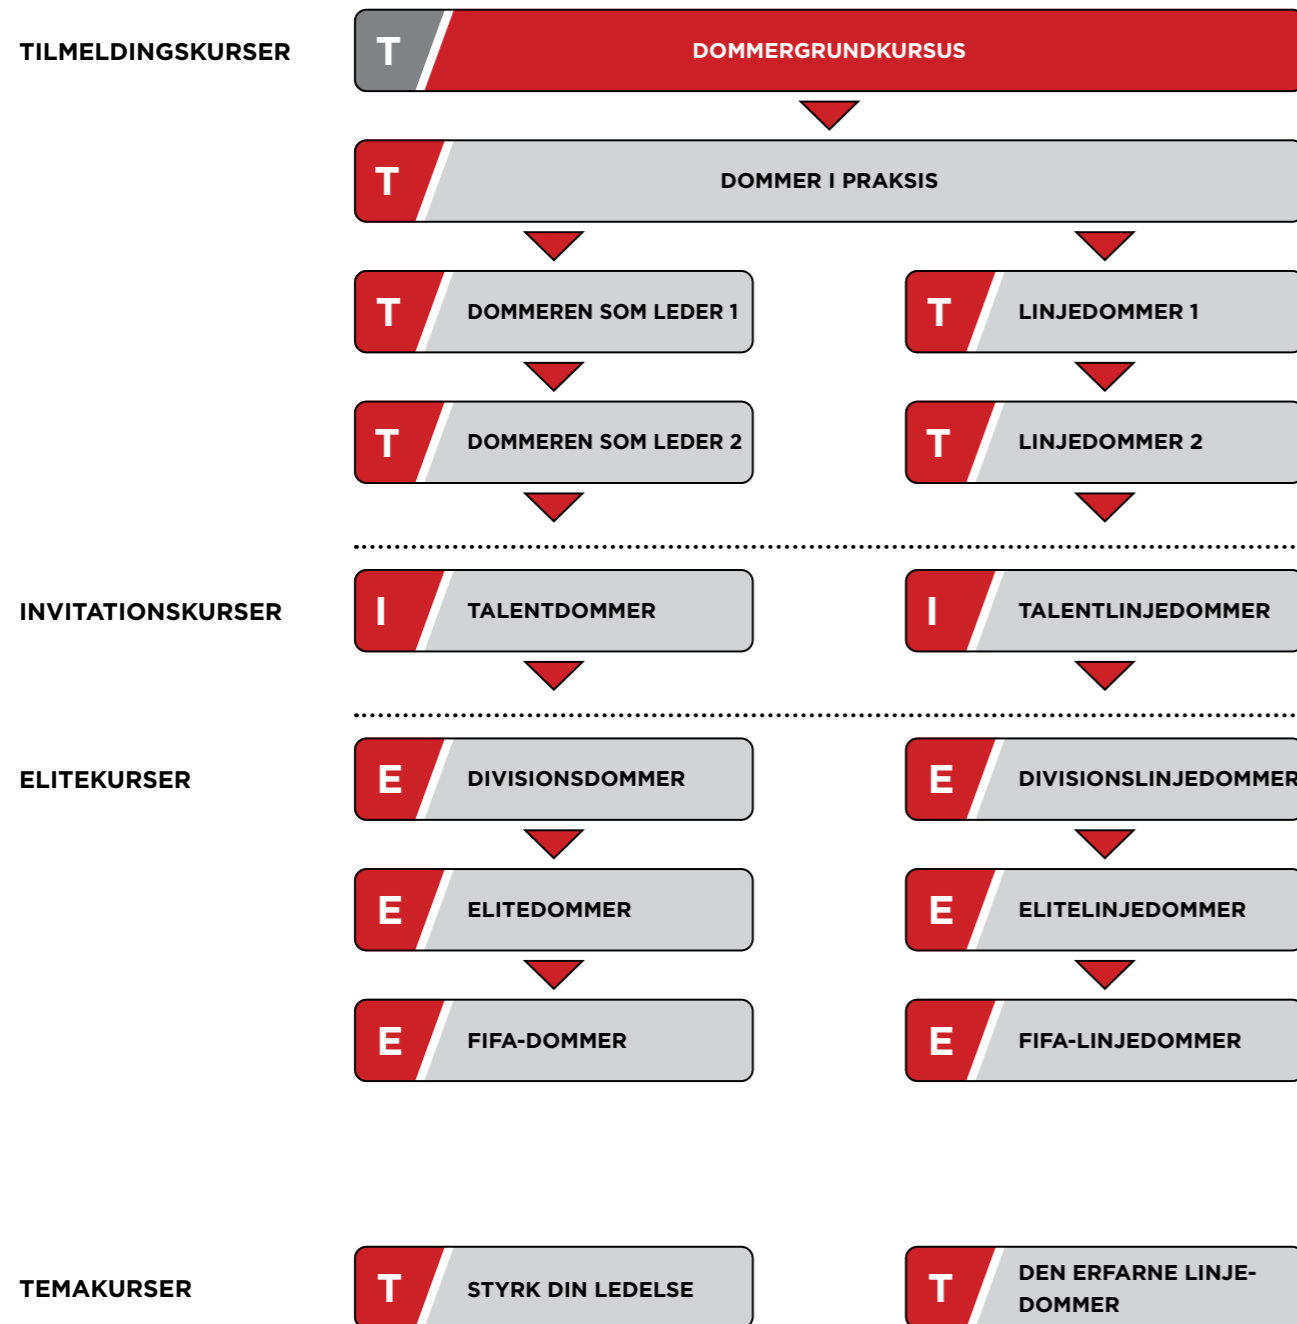 TILMELDINGSKURSER
T DOMMERGRUNDKURSUS
T DOMMER I PRAKSIS
T DOMMEREN SOM LEDER 1
T LINJEDOMMER 1
T DOMMEREN SOM LEDER 2
T LINJEDOMMER 2
INVITATIONSKURSER
I TALENTDOMMER
I TALENTLINJEDOMMER
ELITEKURSER
E DIVISIONSDOMMER
E DIVISIONSLINJEDOMMER
E ELITEDOMMER
E ELITELINJEDOMMER
E FIFA-DOMMER
E FIFA-LINJEDOMMER
TEMAKURSER
T STYRK DIN LEDELSE
T DEN ERFARNE LINJE-
DOMMER